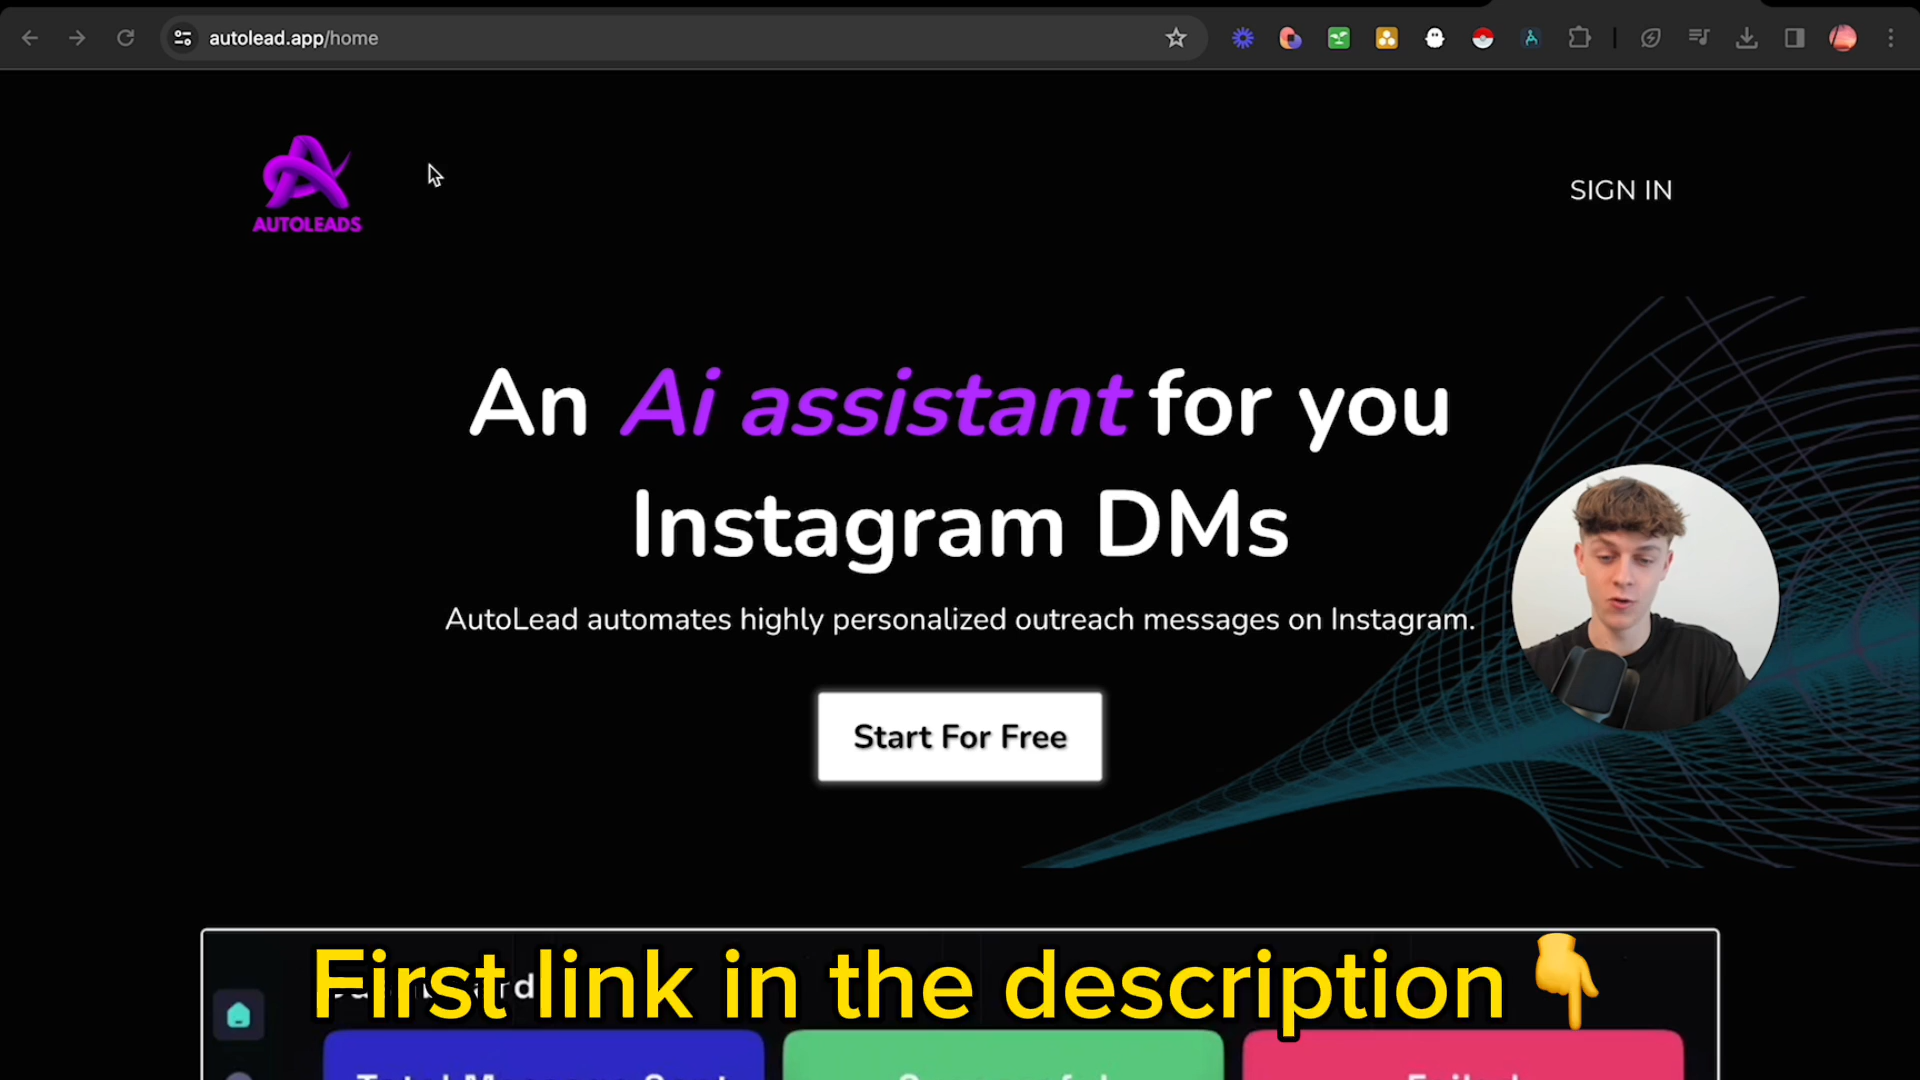 autolead.app/home
AUTOLEADS
SIGN IN
An Ai assistant for you
Instagram DMs
AutoLead automates highly personalized outreach messages on Instagram.
Start For Free
First link in the description